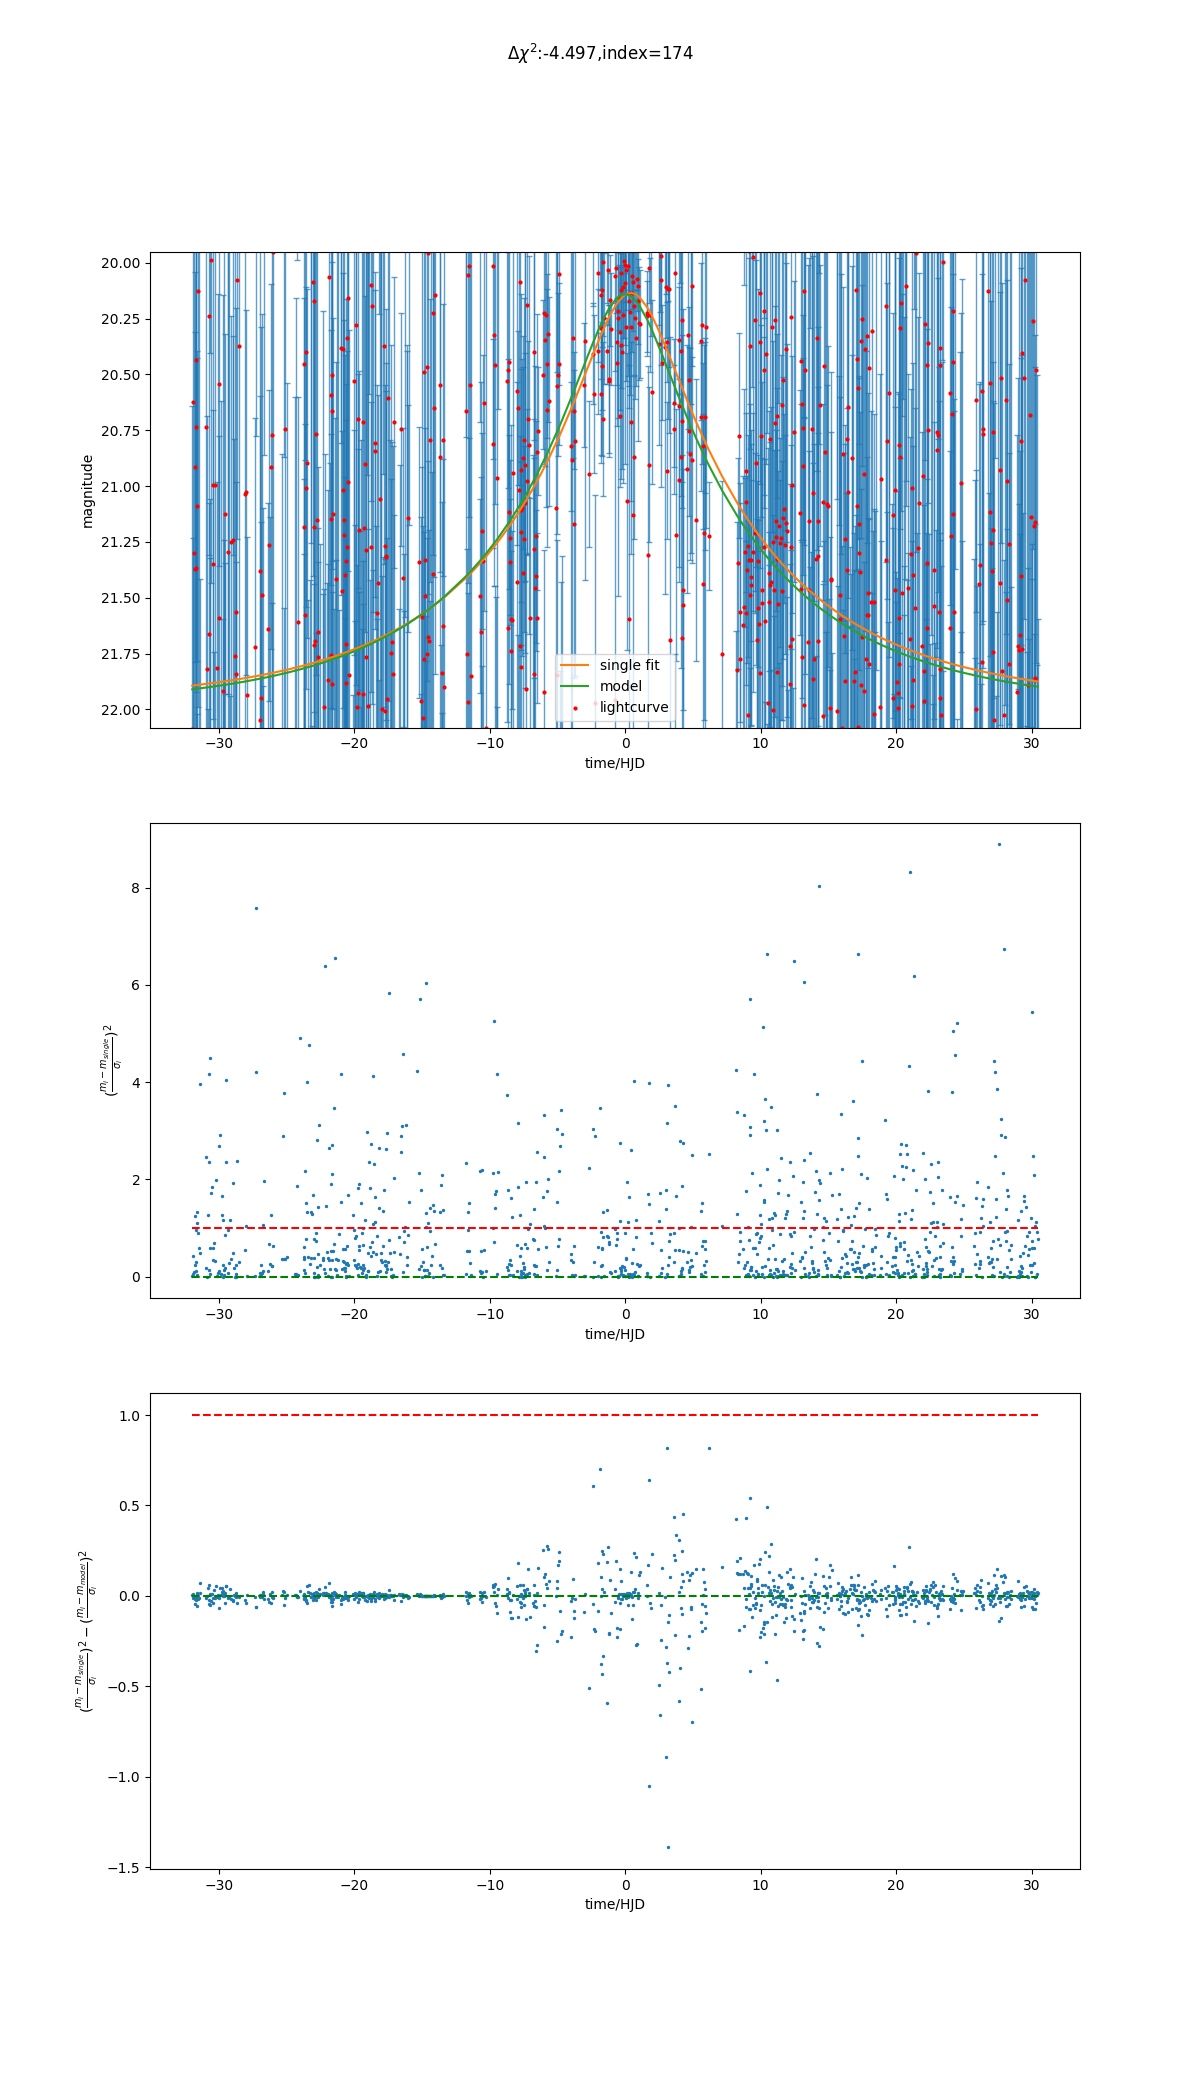 Δχ²:-4.497,index=174
20.00
20.25
20.50
20.75
21.00
21.25
21.50
21.75
22.00
magnitude
single fit
model
lightcurve
−30 −20 −10 0 10 20 30
time/HJD
8
6
4
2
0
(m_i − m_single / σ_i)²
−30 −20 −10 0 10 20 30
time/HJD
1.0
0.5
0.0
−0.5
−1.0
−1.5
(m_i − m_single / σ_i)² − (m_i − m_model / σ_i)²
−30 −20 −10 0 10 20 30
time/HJD